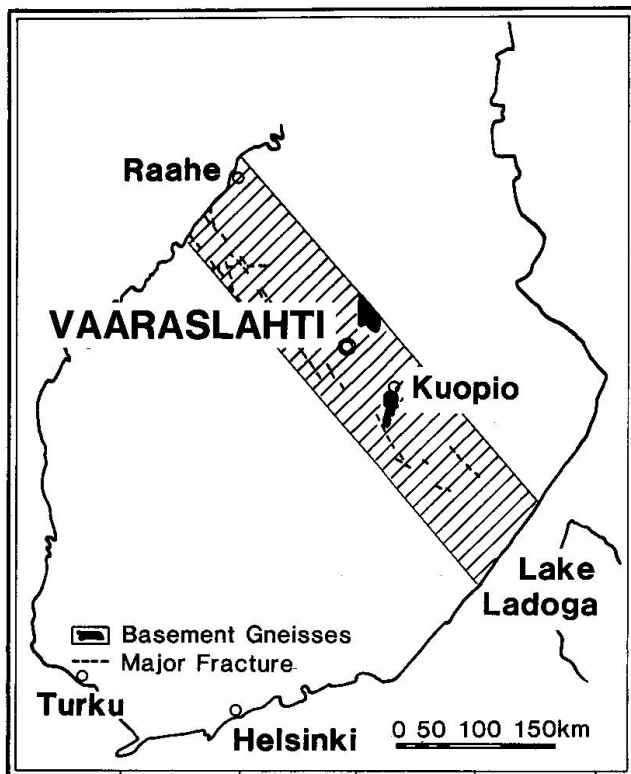 Raahe
VAARASLAHTI
Kuopio
Lake
Ladoga
Basement Gneisses
Major Fracture
Turku
Helsinki
0 50 100 150km